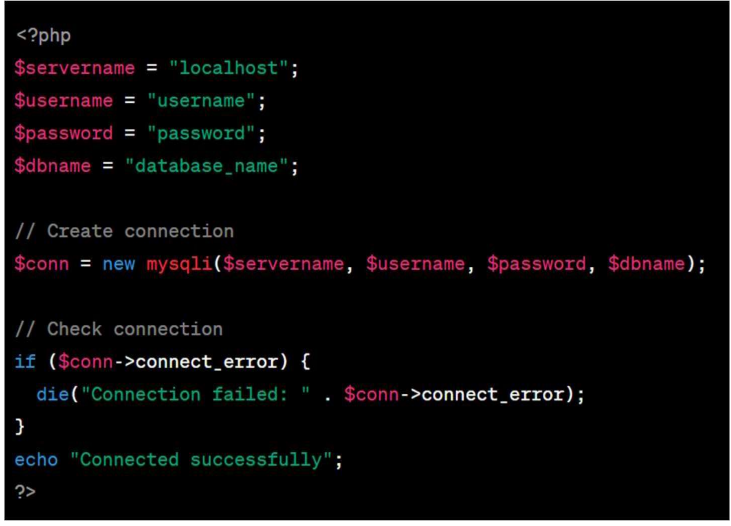 <?php
$servername = "localhost";
$username = "username";
$password = "password";
$dbname = "database_name";
// Create connection
$conn = new mysqli($servername, $username, $password, $dbname);
// Check connection
if ($conn->connect_error) {
die("Connection failed: " . $conn->connect_error);
}
echo "Connected successfully";
?>